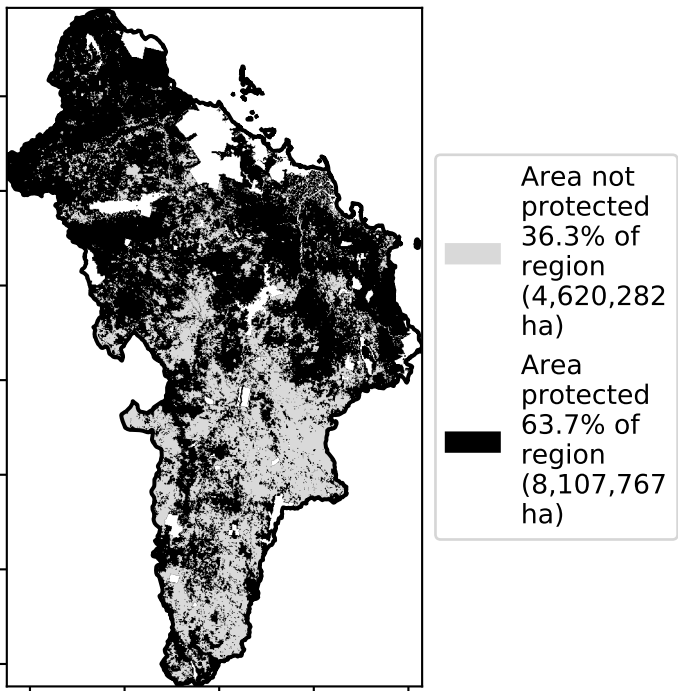 Area not
protected
36.3% of
region
(4,620,282
ha)
Area
protected
63.7% of
region
(8,107,767
ha)